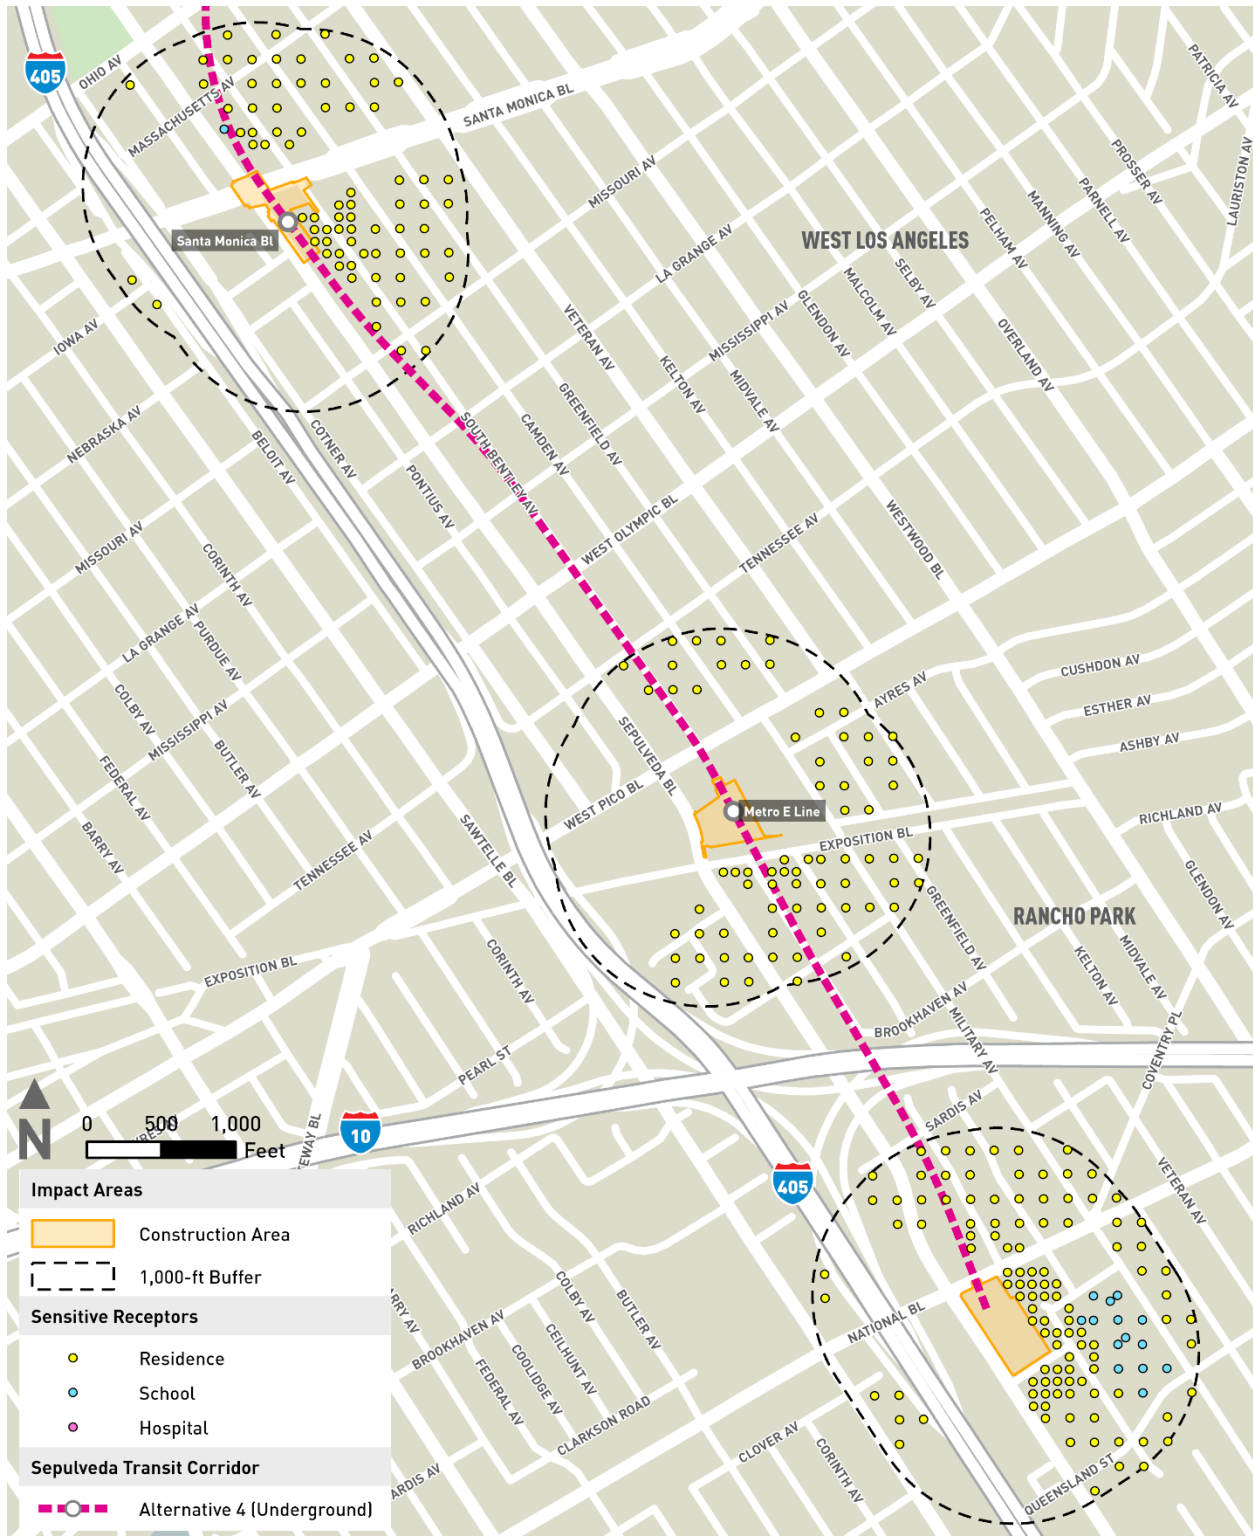 405
OHIO AV
MASSACHUSETTS AV
SANTA MONICA BL
PATRICIA AV
PROSSER AV
LAURISTON AV
PARNELL AV
MANNING AV
PELHAM AV
MISSOURI AV
WEST LOS ANGELES
Santa Monica Bl
LA GRANGE AV
SELBY AV
MALCOLM AV
GLENDON AV
MISSISSIPPI AV
OVERLAND AV
IOWA AV
VETERAN AV
KELTON AV
MIDVALE AV
GREENFIELD AV
CAMDEN AV
SOUTH BENTLEY AV
NEBRASKA AV
BELOIT AV
COTNER AV
PONTIUS AV
WEST OLYMPIC BL
TENNESSEE AV
WESTWOOD BL
MISSOURI AV
CORINTH AV
LA GRANGE AV
PURDUE AV
COLBY AV
MISSISSIPPI AV
BUTLER AV
FEDERAL AV
BARRY AV
CUSHDON AV
AYRES AV
ESTHER AV
ASHBY AV
SEPULVEDA BL
WEST PICO BL
Metro E Line
RICHLAND AV
EXPOSITION BL
SAWTELLE BL
TENNESSEE AV
GLENDON AV
GREENFIELD AV
RANCHO PARK
MIDVALE AV
KELTON AV
EXPOSITION BL
CORINTH AV
BROOKHAVEN AV
MILITARY AV
COVENTRY PL
PEARL ST
SARDIS AV
N
0 500 1,000
Feet
10
405
VETERAN AV
RICHLAND AV
COLBY AV
BUTLER AV
NATIONAL BL
BROOKHAVEN AV
CEILHUNT AV
COOLIDGE AV
FEDERAL AV
CLARKSON ROAD
CLOVER AV
CORINTH AV
QUEENSLAND ST
Impact Areas
Construction Area
1,000-ft Buffer
Sensitive Receptors
Residence
School
Hospital
Sepulveda Transit Corridor
Alternative 4 (Underground)